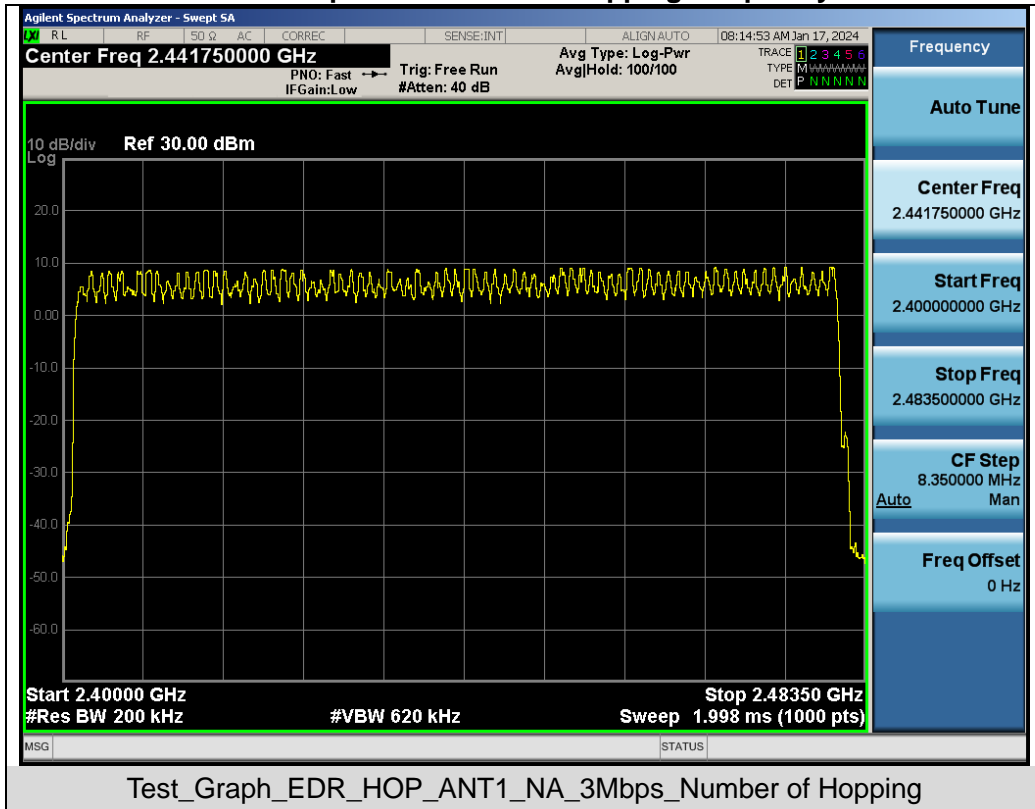 Agilent Spectrum Analyzer - Swept SA
LXI RL RF 50 Ω AC CORREC SENSE:INT ALIGN AUTO 08:14:53 AM Jan 17, 2024
Center Freq 2.441750000 GHz
PNO: Fast
IFGain:Low
Trig: Free Run
#Atten: 40 dB
Avg Type: Log-Pwr
Avg|Hold: 100/100
TRACE 1 2 3 4 5 6
TYPE M WWWWW
DET P N N N N N
10 dB/div
Log
Ref 30.00 dBm
20.0
10.0
0.00
-10.0
-20.0
-30.0
-40.0
-50.0
-60.0
Start 2.40000 GHz
Stop 2.48350 GHz
#Res BW 200 kHz
#VBW 620 kHz
Sweep 1.998 ms (1000 pts)
MSG
STATUS
Frequency
Auto Tune
Center Freq
2.441750000 GHz
Start Freq
2.400000000 GHz
Stop Freq
2.483500000 GHz
CF Step
8.350000 MHz
Auto Man
Freq Offset
0 Hz
Test_Graph_EDR_HOP_ANT1_NA_3Mbps_Number of Hopping